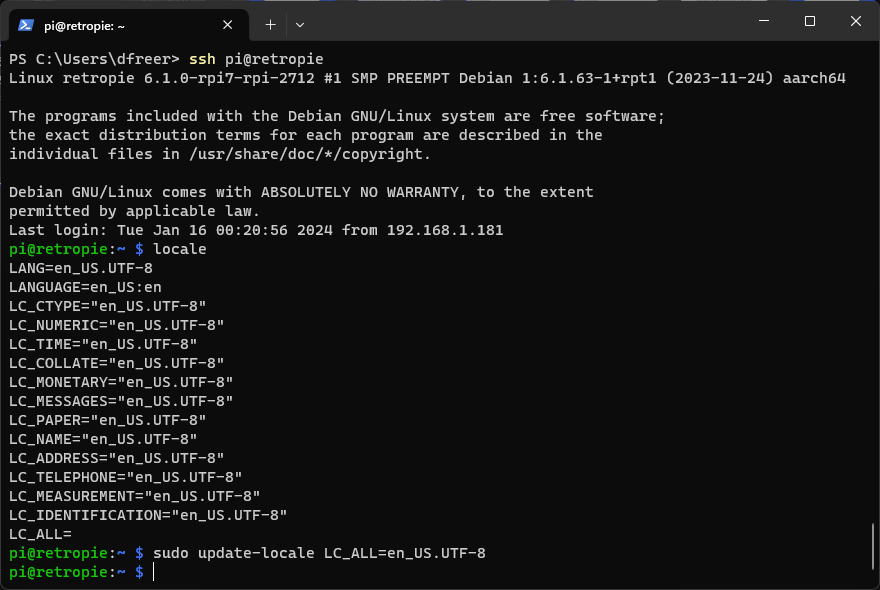 pi@retropie: ~
PS C:\Users\dfreer> ssh pi@retropie
Linux retropie 6.1.0-rpi7-rpi-2712 #1 SMP PREEMPT Debian 1:6.1.63-1+rpt1 (2023-11-24) aarch64
The programs included with the Debian GNU/Linux system are free software;
the exact distribution terms for each program are described in the
individual files in /usr/share/doc/*/copyright.
Debian GNU/Linux comes with ABSOLUTELY NO WARRANTY, to the extent
permitted by applicable law.
Last login: Tue Jan 16 00:20:56 2024 from 192.168.1.181
pi@retropie:~ $ locale
LANG=en_US.UTF-8
LANGUAGE=en_US:en
LC_CTYPE="en_US.UTF-8"
LC_NUMERIC="en_US.UTF-8"
LC_TIME="en_US.UTF-8"
LC_COLLATE="en_US.UTF-8"
LC_MONETARY="en_US.UTF-8"
LC_MESSAGES="en_US.UTF-8"
LC_PAPER="en_US.UTF-8"
LC_NAME="en_US.UTF-8"
LC_ADDRESS="en_US.UTF-8"
LC_TELEPHONE="en_US.UTF-8"
LC_MEASUREMENT="en_US.UTF-8"
LC_IDENTIFICATION="en_US.UTF-8"
LC_ALL=
pi@retropie:~ $ sudo update-locale LC_ALL=en_US.UTF-8
pi@retropie:~ $